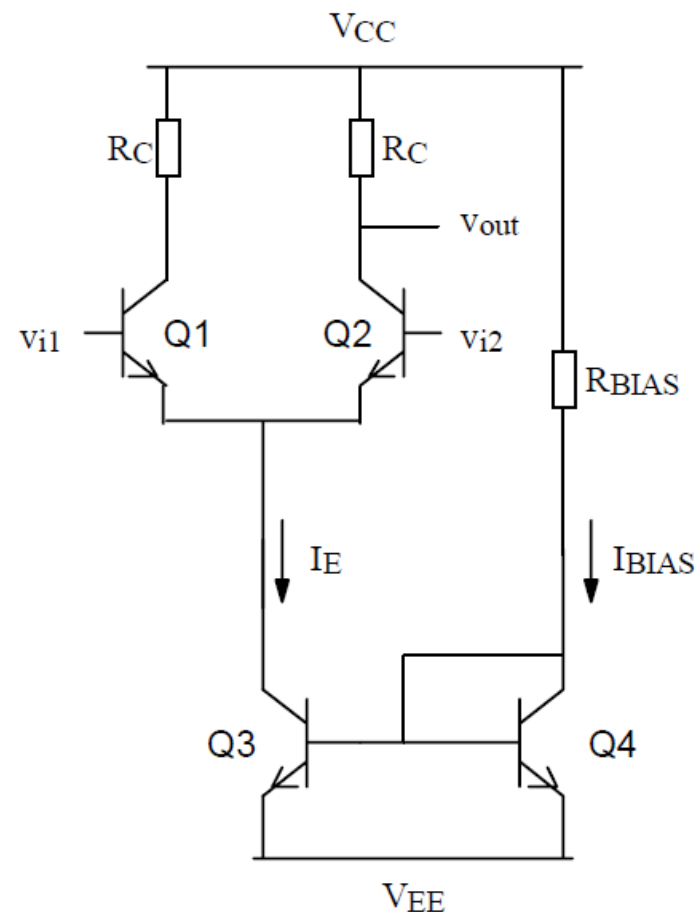 VCC
RC
RC
vout
vi1
Q1
Q2
vi2
RBIAS
IE
IBIAS
Q3
Q4
VEE